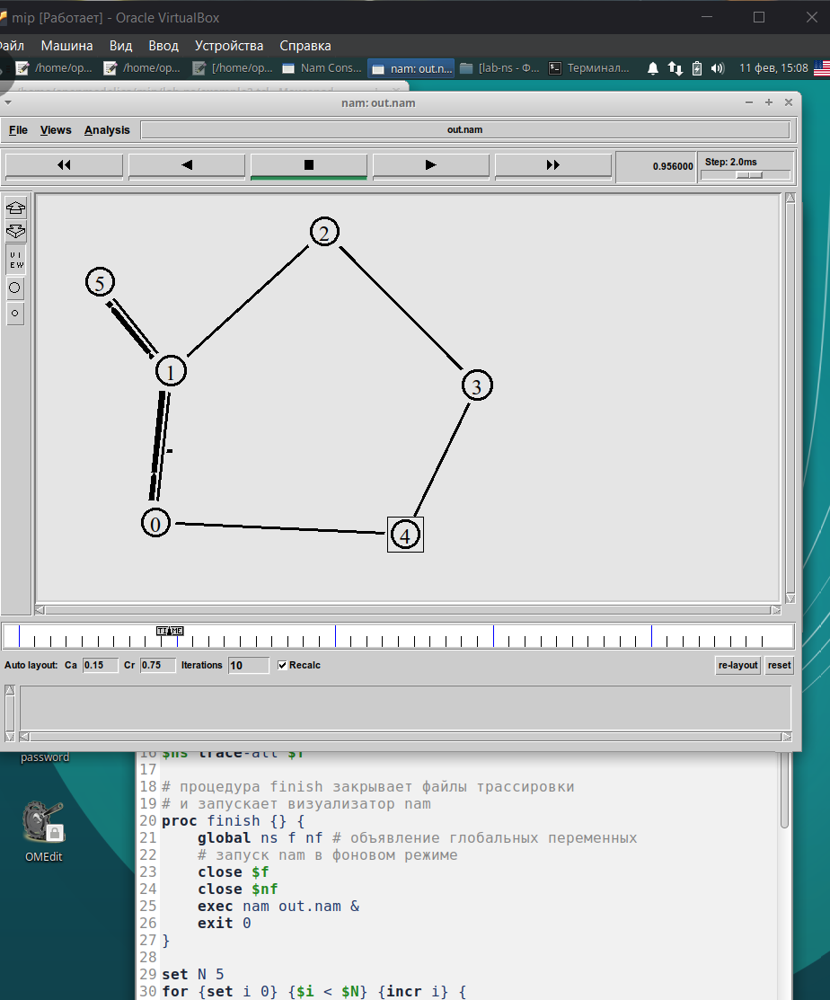 mip [Работает] - Oracle VirtualBox
Файл Машина Вид Ввод Устройства Справка
/home/op... /home/op... [/home/op... Nam Cons... nam: out.n... [lab-ns - Ф... Терминал... 11 фев, 15:08
nam: out.nam
File Views Analysis out.nam
0.956000 Step: 2.0ms
VI
EW
2
5
1
3
0
4
TIME
Auto layout: Ca 0.15 Cr 0.75 Iterations 10 Recalc re-layout reset
password
OMEdit
16 $ns trace-all $f
17
18 # процедура finish закрывает файлы трассировки
19 # и запускает визуализатор nam
20 proc finish {} {
21 global ns f nf # объявление глобальных переменных
22 # запуск nam в фоновом режиме
23 close $f
24 close $nf
25 exec nam out.nam &
26 exit 0
27 }
28
29 set N 5
30 for {set i 0} {$i < $N} {incr i} {